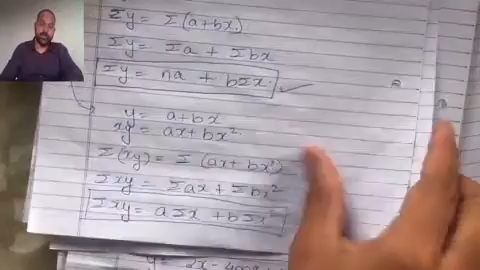 Σy = Σ(a+bx)
Σy = Σa + Σbx
Σy = na + bΣx
y = a+bx
xy = ax+bx²
Σ(xy) = Σ(ax+bx²)
Σxy = Σax+Σbx²
Σxy = aΣx + bΣx²